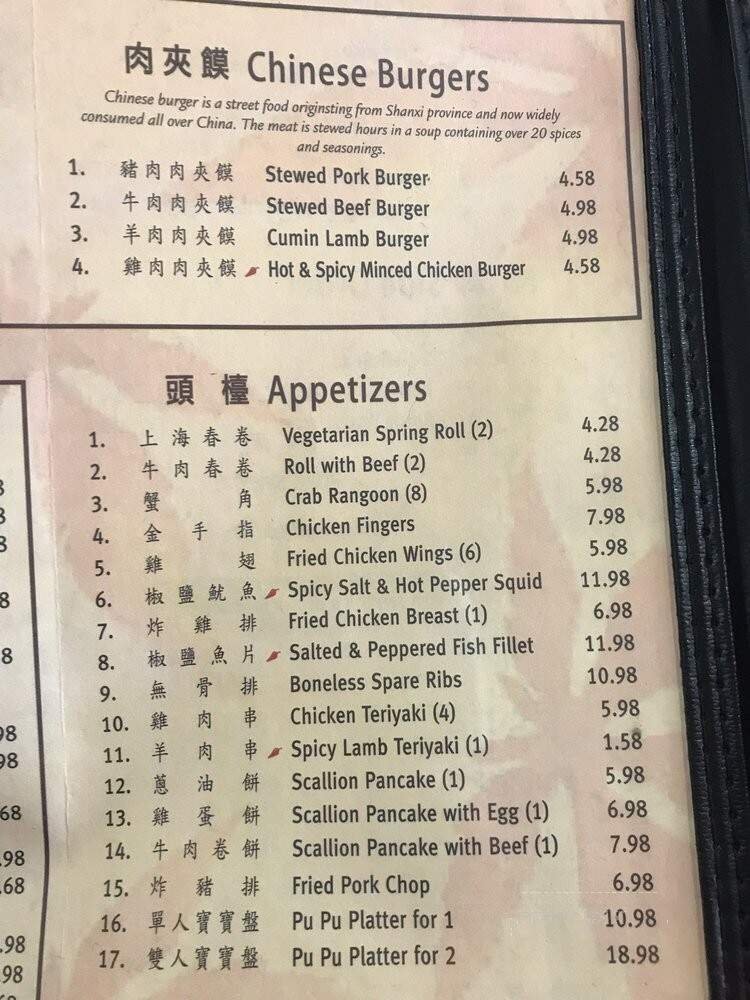 肉夾饃 Chinese Burgers
Chinese burger is a street food originsting from Shanxi province and now widely
consumed all over China. The meat is stewed hours in a soup containing over 20 spices
and seasonings.
1. 豬肉肉夾饃 Stewed Pork Burger 4.58
2. 牛肉肉夾饃 Stewed Beef Burger 4.98
3. 羊肉肉夾饃 Cumin Lamb Burger 4.98
4. 雞肉肉夾饃 Hot & Spicy Minced Chicken Burger 4.58
頭檯 Appetizers
1. 上海春卷 Vegetarian Spring Roll (2) 4.28
2. 牛肉春卷 Roll with Beef (2) 4.28
3. 蟹角 Crab Rangoon (8) 5.98
4. 金手指 Chicken Fingers 7.98
5. 雞翅 Fried Chicken Wings (6) 5.98
6. 椒鹽魷魚 Spicy Salt & Hot Pepper Squid 11.98
7. 炸雞排 Fried Chicken Breast (1) 6.98
8. 椒鹽魚片 Salted & Peppered Fish Fillet 11.98
9. 無骨排 Boneless Spare Ribs 10.98
10. 雞肉串 Chicken Teriyaki (4) 5.98
11. 羊肉串 Spicy Lamb Teriyaki (1) 1.58
12. 蔥油餅 Scallion Pancake (1) 5.98
13. 雞蛋餅 Scallion Pancake with Egg (1) 6.98
14. 牛肉卷餅 Scallion Pancake with Beef (1) 7.98
15. 炸豬排 Fried Pork Chop 6.98
16. 單人寶寶盤 Pu Pu Platter for 1 10.98
17. 雙人寶寶盤 Pu Pu Platter for 2 18.98